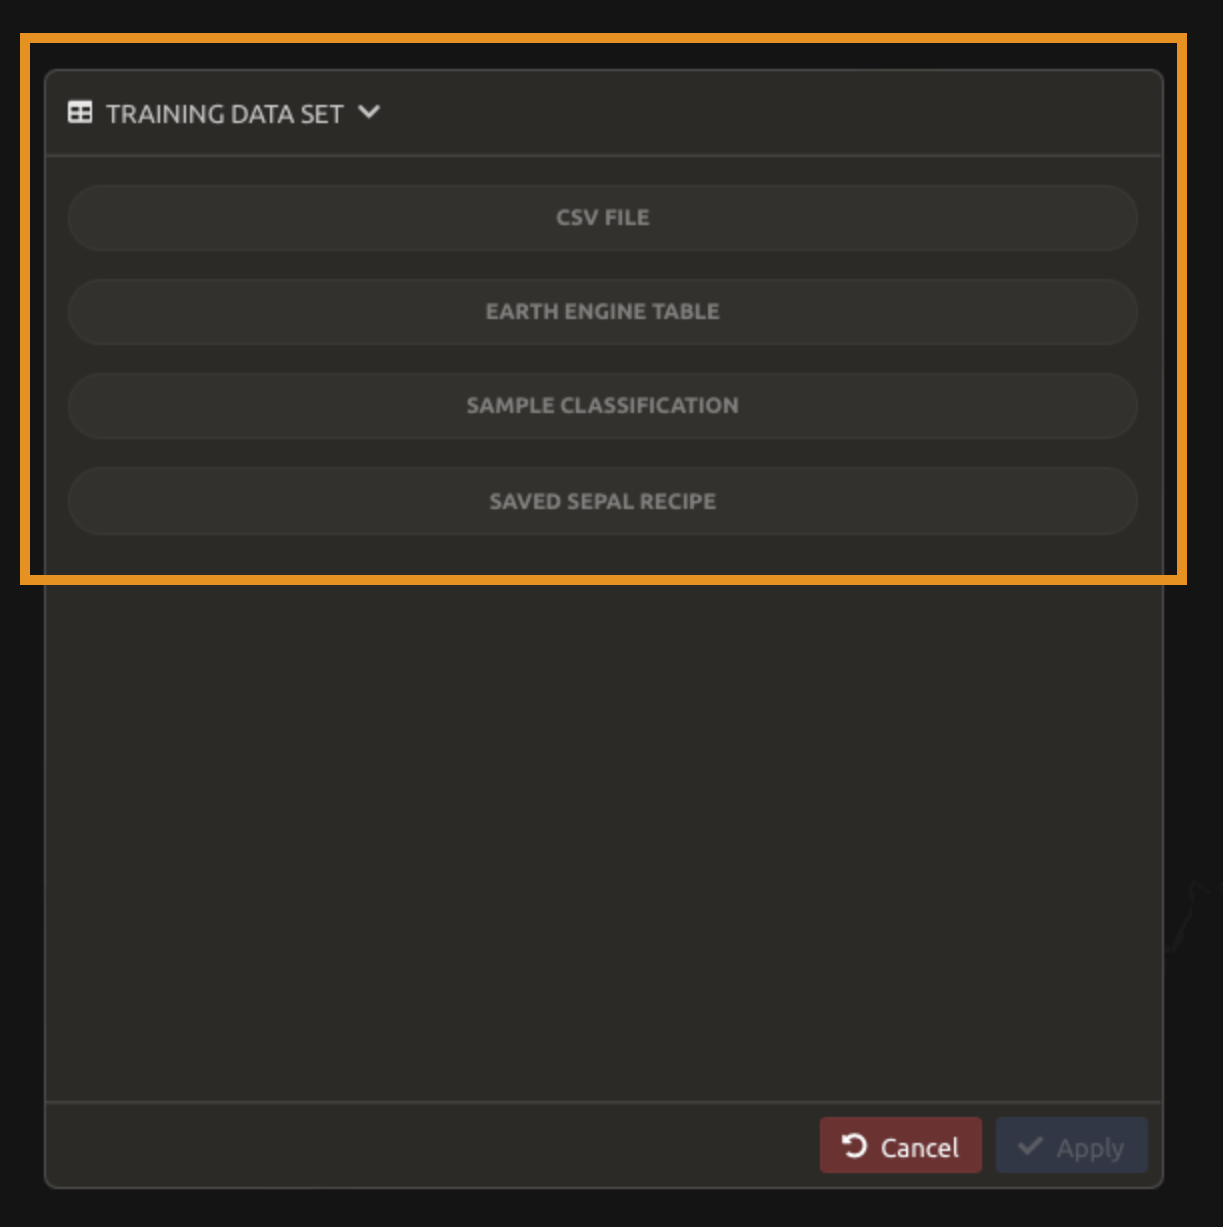 TRAINING DATA SET
CSV FILE
EARTH ENGINE TABLE
SAMPLE CLASSIFICATION
SAVED SEPAL RECIPE
Cancel
Apply